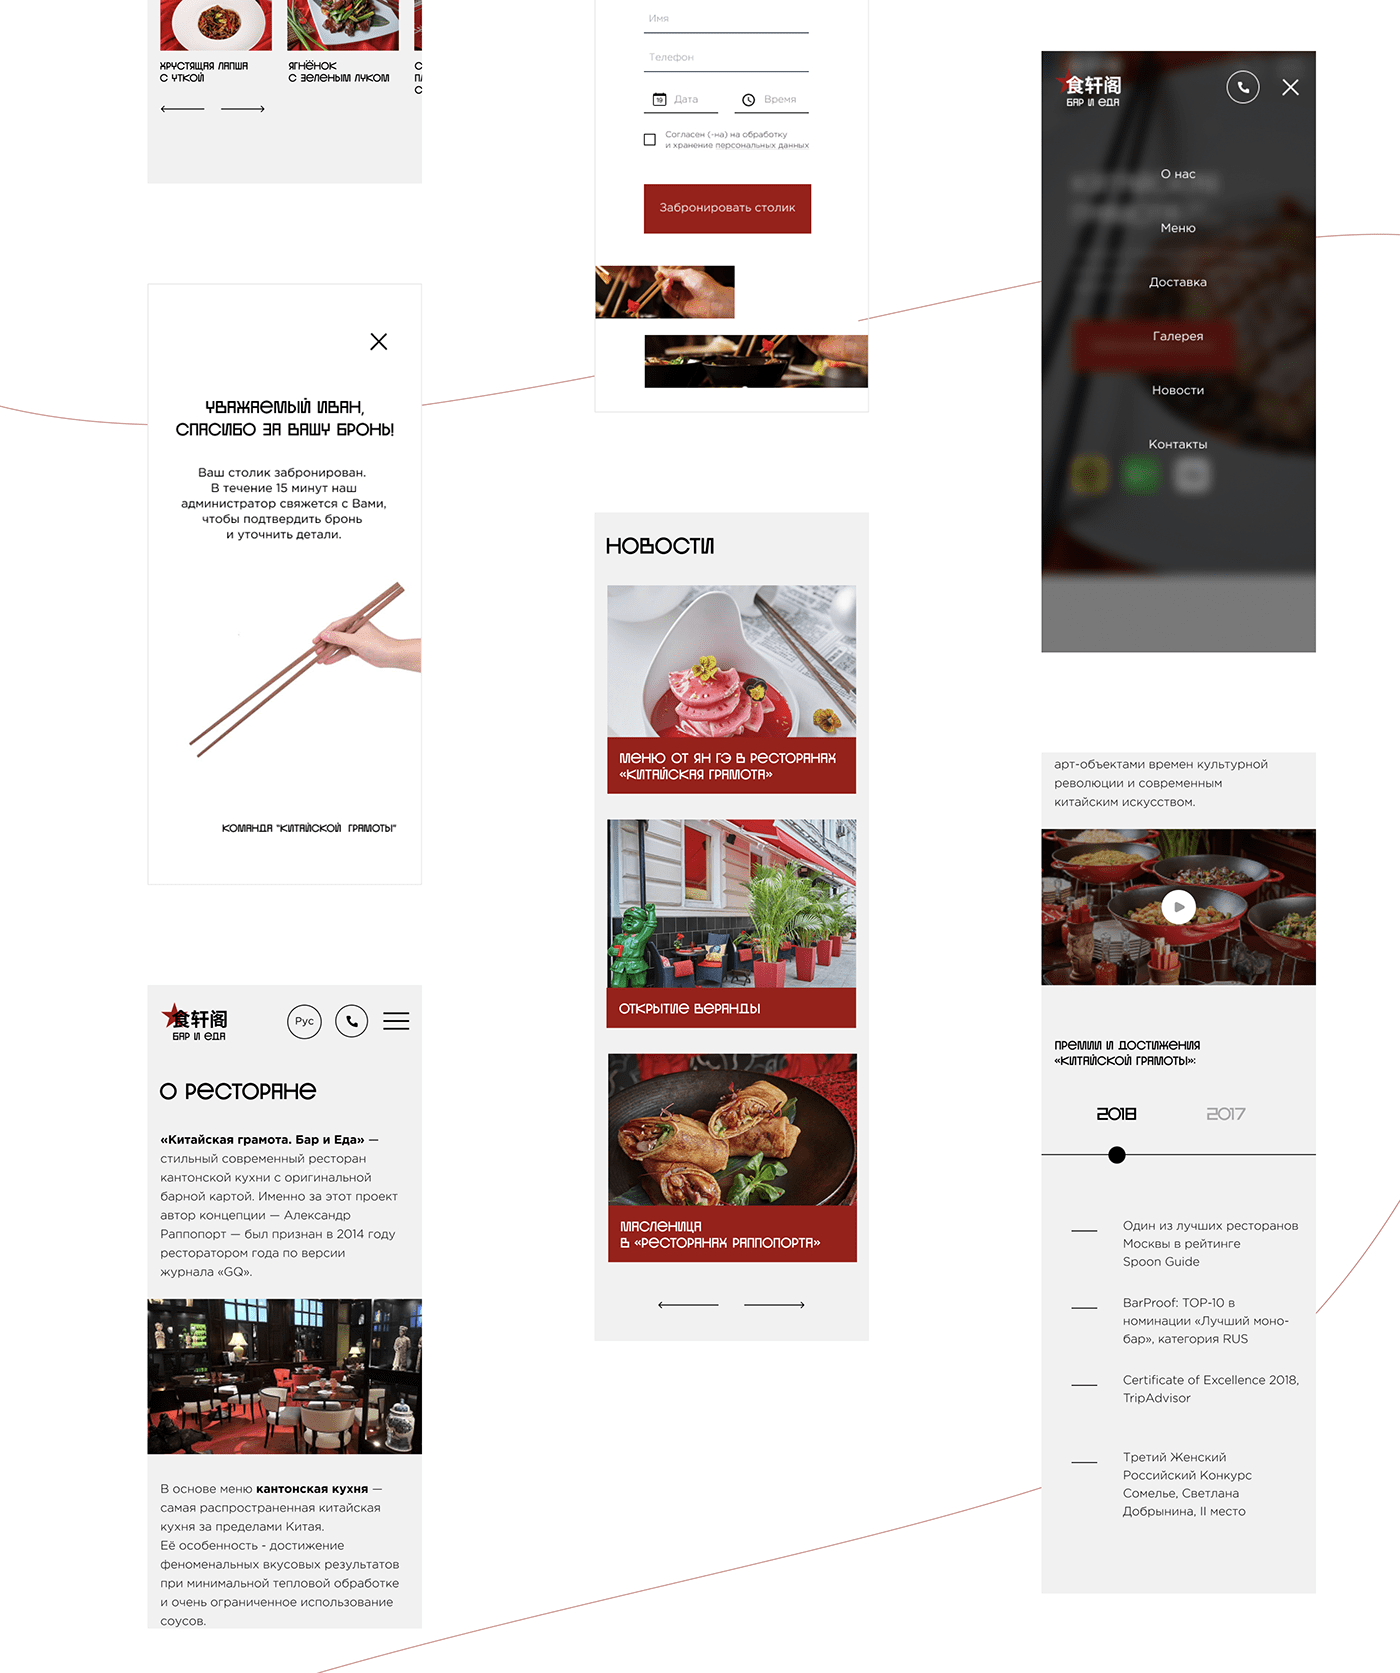 ХРУСТЯЩАЯ ЛАПША
С УТКОЙ
ЯГНЁНОК
С ЗЕЛЕНЫМ ЛУКОМ
УВАЖАЕМЫЙ ИВАН,
СПАСИБО ЗА ВАШУ БРОНЬ!
Ваш столик забронирован.
В течение 15 минут наш
администратор свяжется с Вами,
чтобы подтвердить бронь
и уточнить детали.
КОМАНДА "КИТАЙСКОЙ ГРАМОТЫ"
食轩阁
БАР И ЕДА
Рус
О РЕСТОРАНЕ
«Китайская грамота. Бар и Еда» —
стильный современный ресторан
кантонской кухни с оригинальной
барной картой. Именно за этот проект
автор концепции — Александр
Раппопорт — был признан в 2014 году
ресторатором года по версии
журнала «GQ».
В основе меню кантонская кухня —
самая распространенная китайская
кухня за пределами Китая.
Её особенность - достижение
феноменальных вкусовых результатов
при минимальной тепловой обработке
и очень ограниченное использование
соусов.
Имя
Телефон
19 Дата
Время
Согласен (-на) на обработку
и хранение персональных данных
Забронировать столик
НОВОСТИ
МЕНЮ ОТ ЯН ГЭ В РЕСТОРАНАХ
«КИТАЙСКАЯ ГРАМОТА»
ОТКРЫТИЕ ВЕРАНДЫ
МАСЛЕНИЦА
В «РЕСТОРАНАХ РАППОПОРТА»
食轩阁
БАР И ЕДА
О нас
Меню
Доставка
Галерея
Новости
Контакты
арт-объектами времен культурной
революции и современным
китайским искусством.
ПРЕМИИ И ДОСТИЖЕНИЯ
«КИТАЙСКОЙ ГРАМОТЫ»:
2018
2017
Один из лучших ресторанов
Москвы в рейтинге
Spoon Guide
BarProof: TOP-10 в
номинации «Лучший моно-
бар», категория RUS
Certificate of Excellence 2018,
TripAdvisor
Третий Женский
Российский Конкурс
Сомелье, Светлана
Добрынина, II место